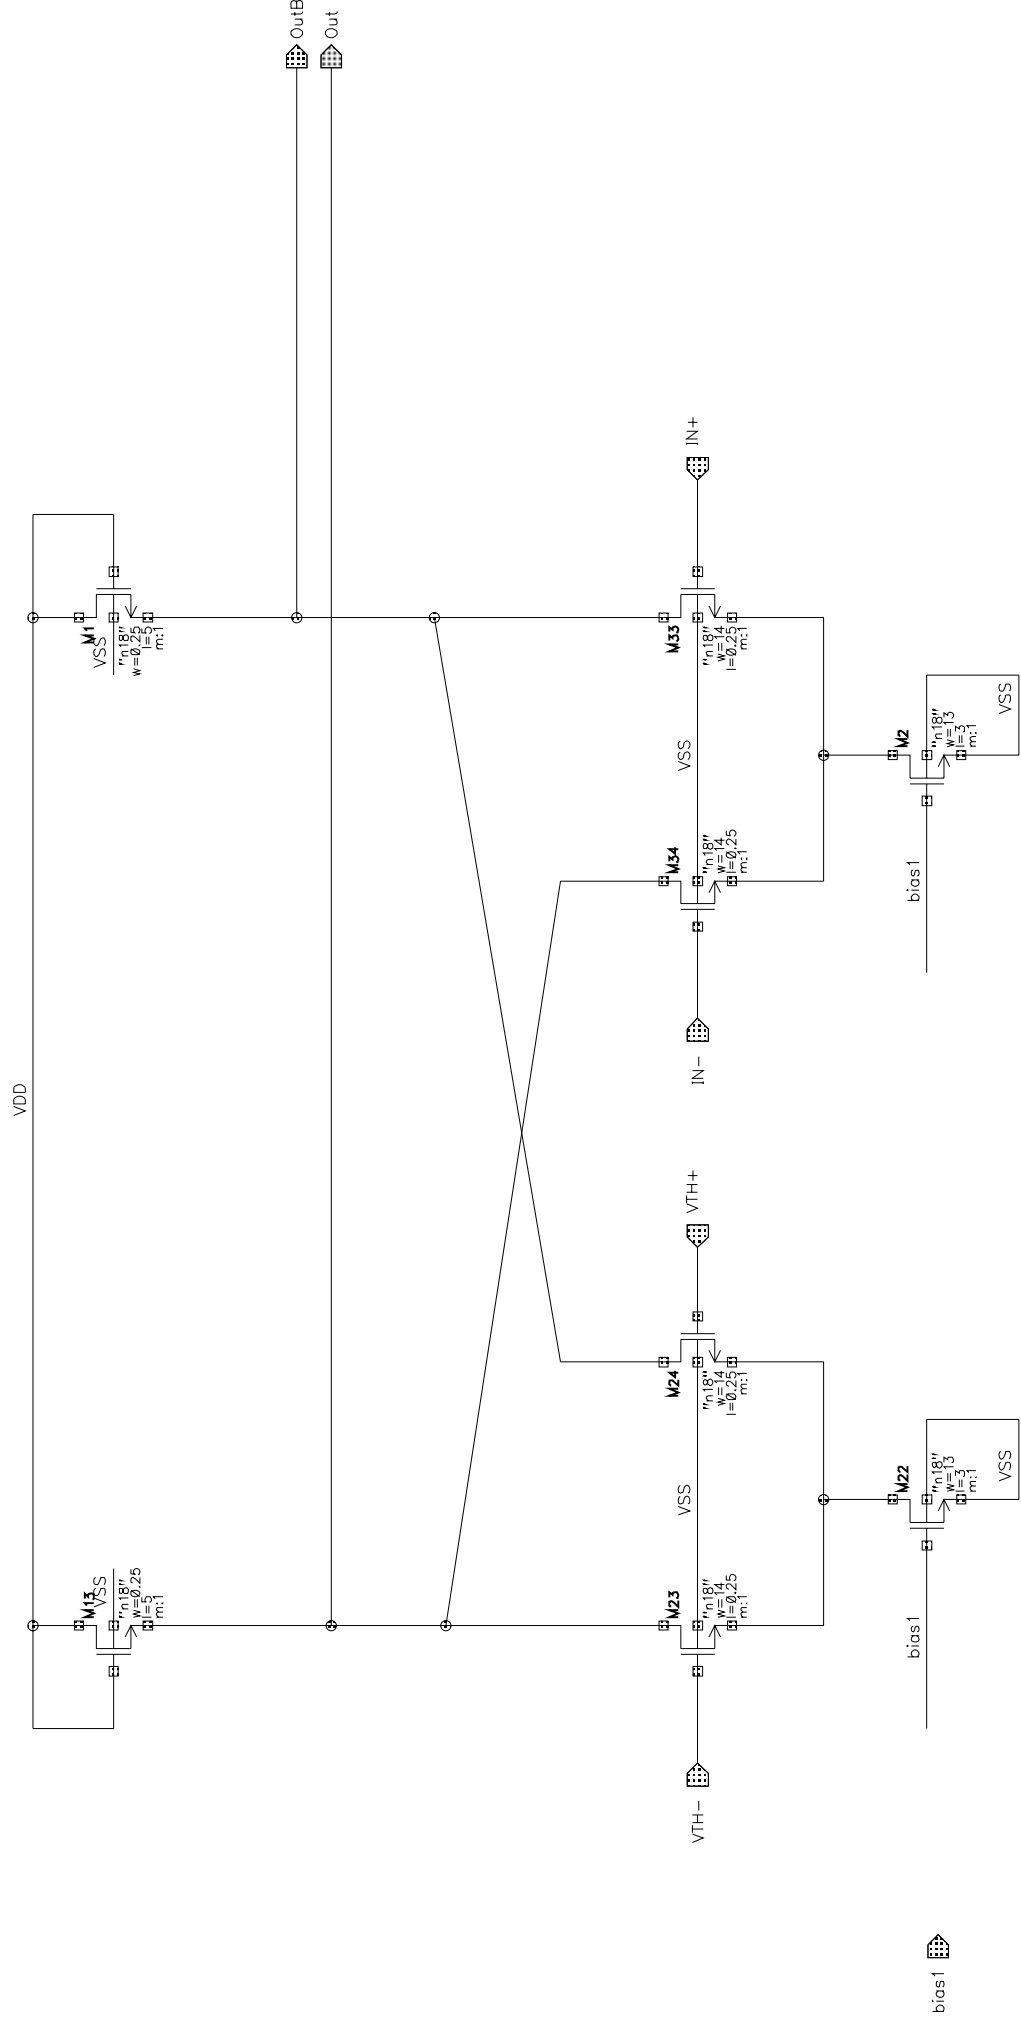 OutB
Out
VDD
M13
VSS
"n18"
w=0.25
l=5
m:1
M1
VSS
"n18"
w=0.25
l=5
m:1
VTH-
M23
"n18"
w=14
l=0.25
m:1
VSS
M24
"n18"
w=14
l=0.25
m:1
VTH+
IN-
M34
"n18"
w=14
l=0.25
m:1
VSS
M33
"n18"
w=14
l=0.25
m:1
IN+
bias1
M22
"n18"
w=13
l=3
m:1
VSS
bias1
M2
"n18"
w=13
l=3
m:1
VSS
bias1